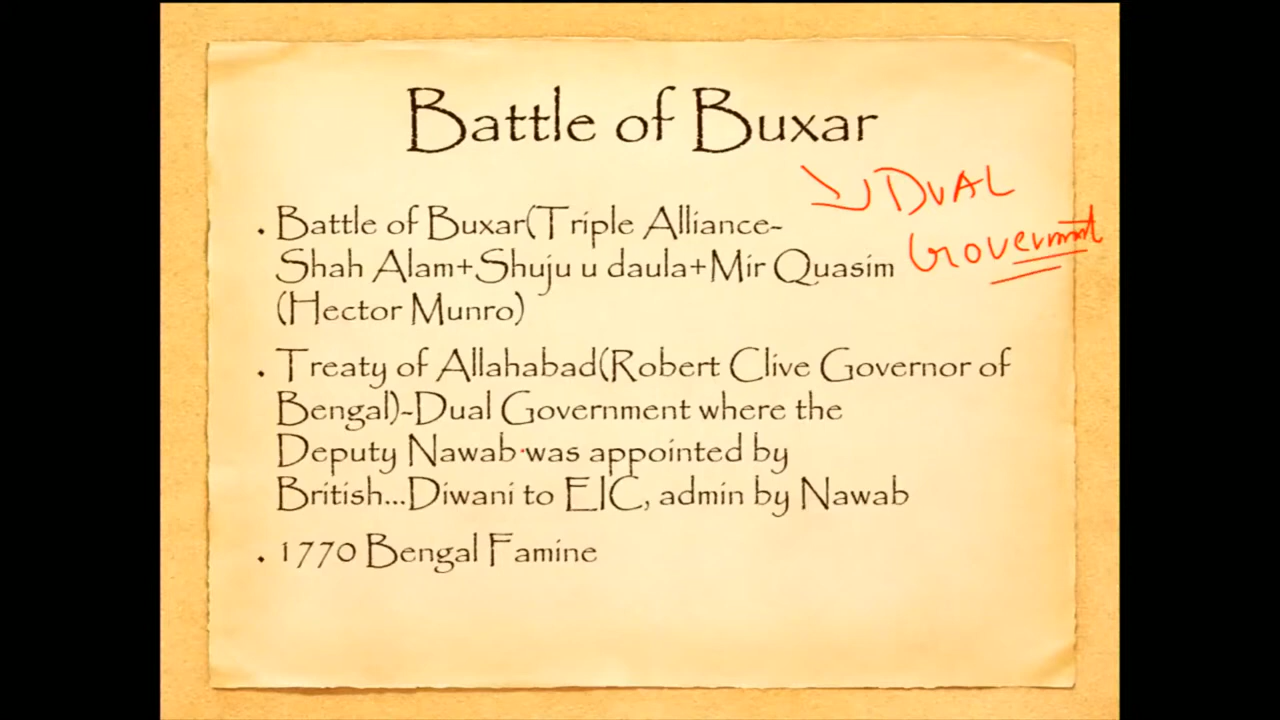 Battle of Buxar
DUAL
Government
• Battle of Buxar(Triple Alliance-
Shah Alam+Shuju u daula+Mir Quasim
(Hector Munro)
• Treaty of Allahabad(Robert Clive Governor of
Bengal)-Dual Government where the
Deputy Nawab was appointed by
British...Diwani to EIC, admin by Nawab
• 1770 Bengal Famine